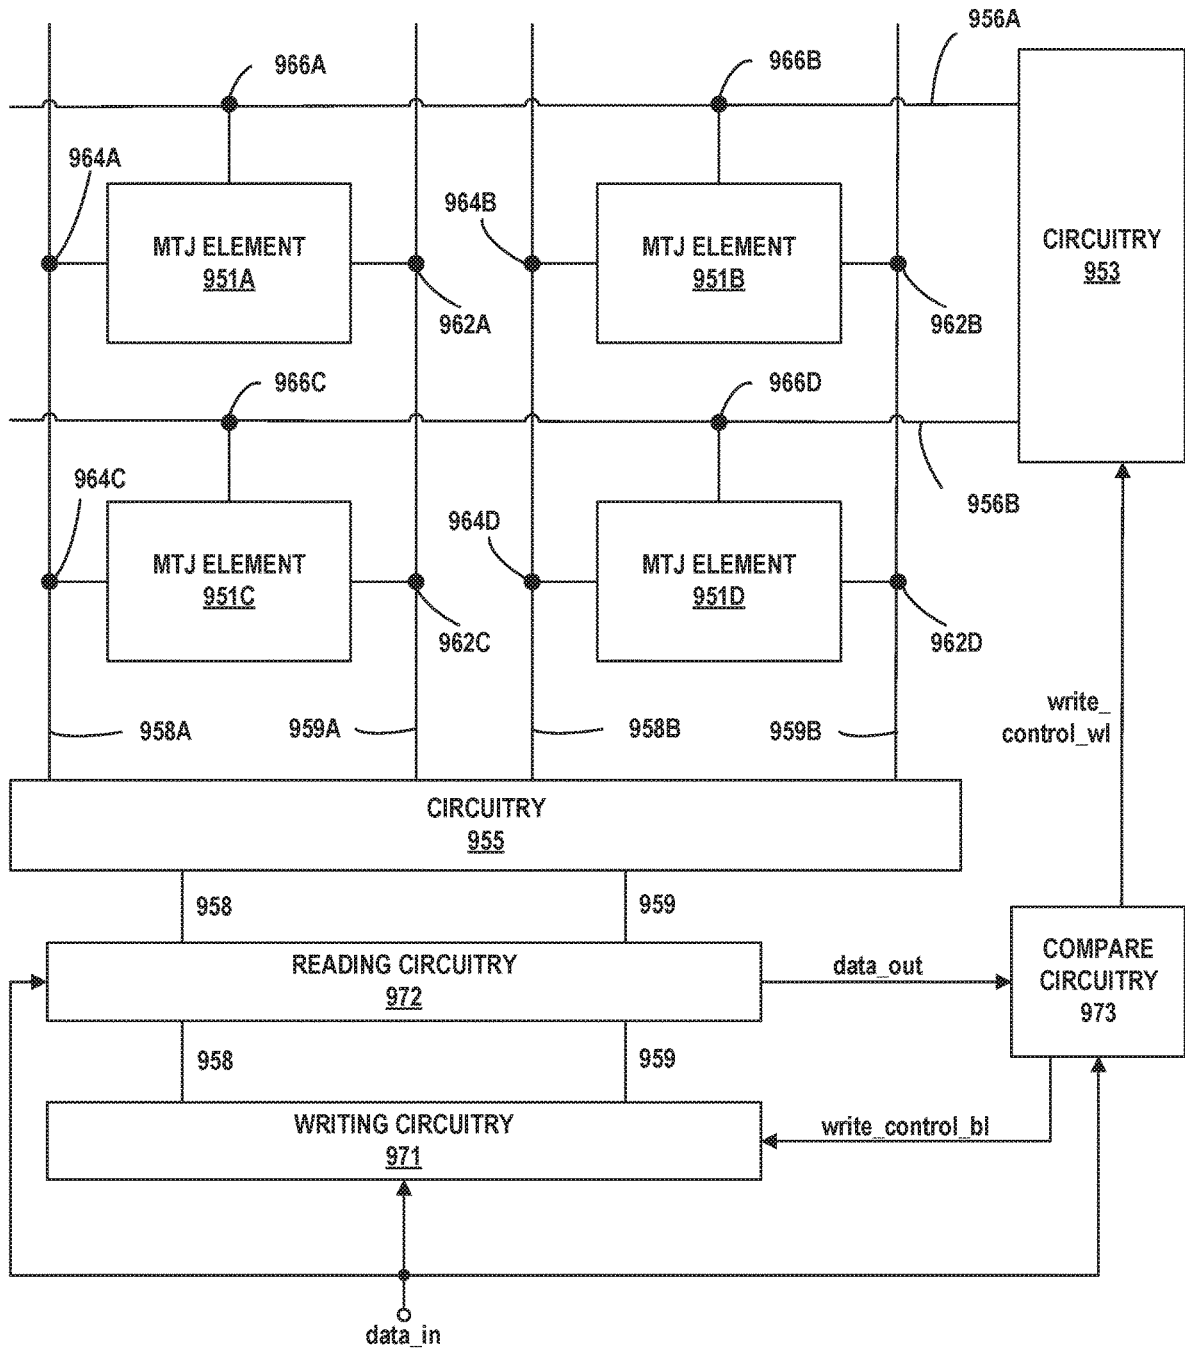 956A
966A
966B
964A
964B
MTJ ELEMENT
951A
MTJ ELEMENT
951B
CIRCUITRY
953
962A
962B
966C
966D
964C
956B
964D
MTJ ELEMENT
951C
MTJ ELEMENT
951D
962C
962D
write_
control_wl
958A
959A
958B
959B
CIRCUITRY
955
958
959
READING CIRCUITRY
972
data_out
COMPARE
CIRCUITRY
973
958
959
WRITING CIRCUITRY
971
write_control_bl
data_in